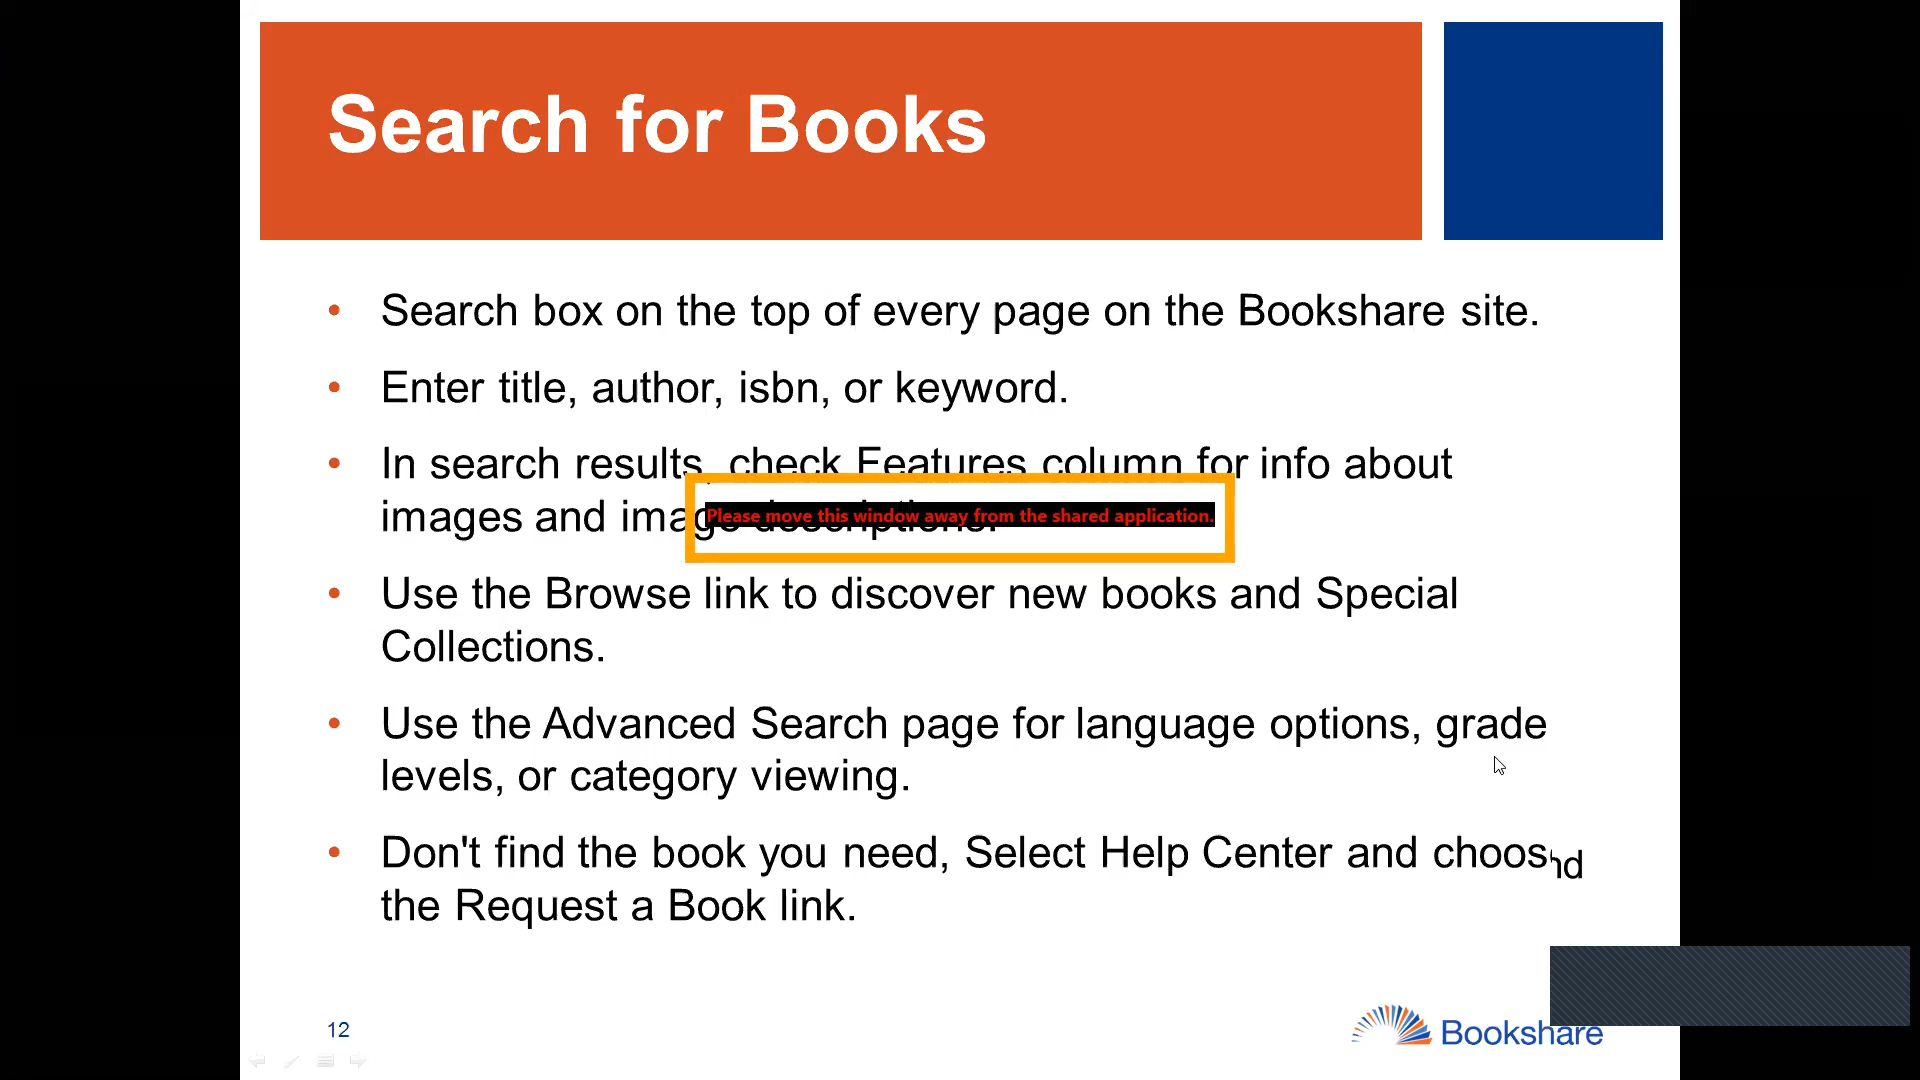 Search for Books
• Search box on the top of every page on the Bookshare site.
• Enter title, author, isbn, or keyword.
• In search results, check Features column for info about
images and image descriptions.
Please move this window away from the shared application.
• Use the Browse link to discover new books and Special
Collections.
• Use the Advanced Search page for language options, grade
levels, or category viewing.
• Don't find the book you need, Select Help Center and choos
the Request a Book link.
12
Bookshare